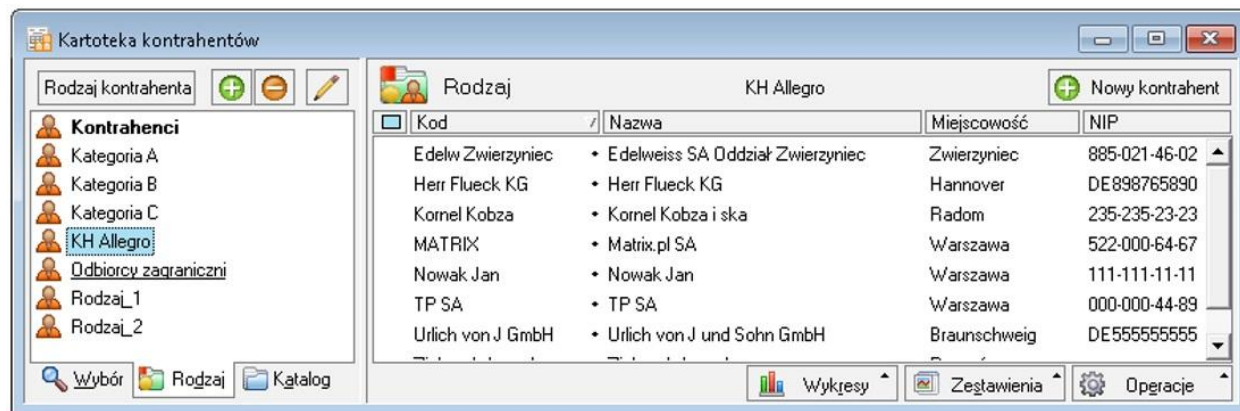 Kartoteka kontrahentów
Rodzaj kontrahenta
Kontrahenci
Kategoria A
Kategoria B
Kategoria C
KH Allegro
Odbiorcy zagraniczni
Rodzaj_1
Rodzaj_2
Wybór Rodzaj Katalog
Rodzaj KH Allegro Nowy kontrahent
Kod / Nazwa Miejscowość NIP
Edelw Zwierzyniec • Edelweiss SA Oddział Zwierzyniec Zwierzyniec 885-021-46-02
Herr Flueck KG • Herr Flueck KG Hannover DE898765890
Kornel Kobza • Kornel Kobza i ska Radom 235-235-23-23
MATRIX • Matrix.pl SA Warszawa 522-000-64-67
Nowak Jan • Nowak Jan Warszawa 111-111-11-11
TP SA • TP SA Warszawa 000-000-44-89
Urlich von J GmbH • Urlich von J und Sohn GmbH Braunschweig DE555555555
Wykresy Zestawienia Operacje